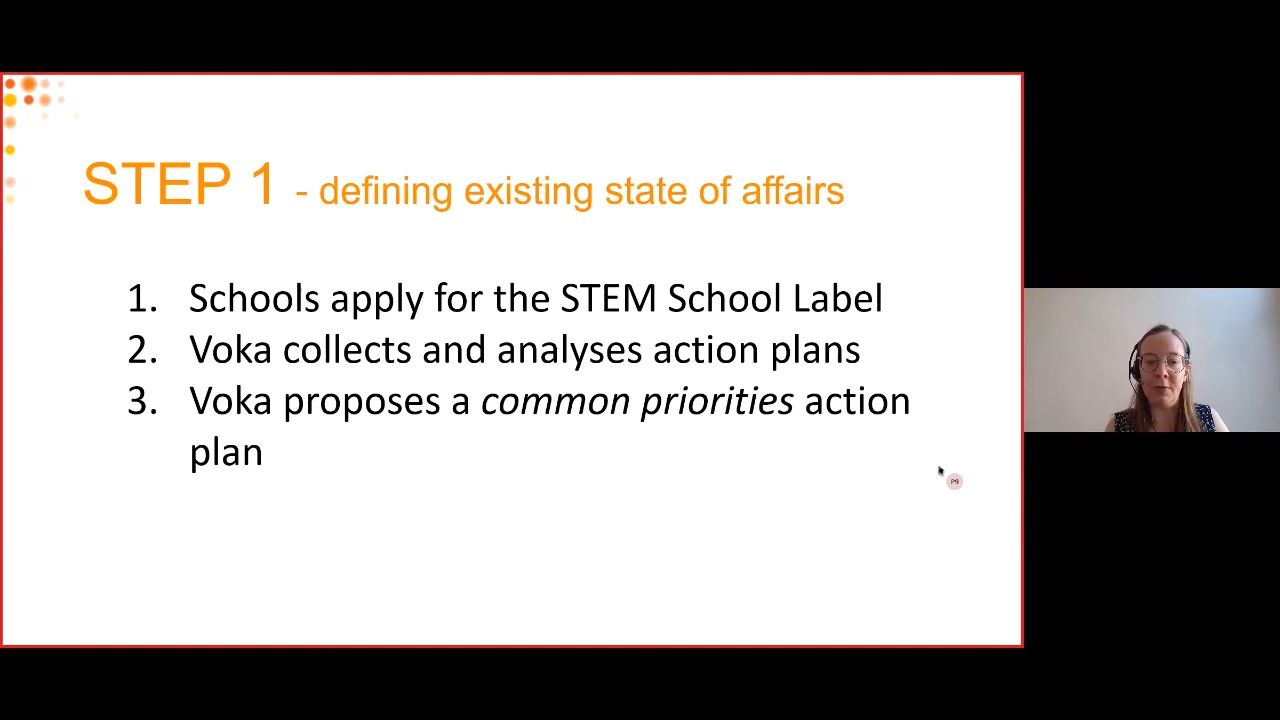 STEP 1 - defining existing state of affairs
1. Schools apply for the STEM School Label
2. Voka collects and analyses action plans
3. Voka proposes a common priorities action
plan
P9